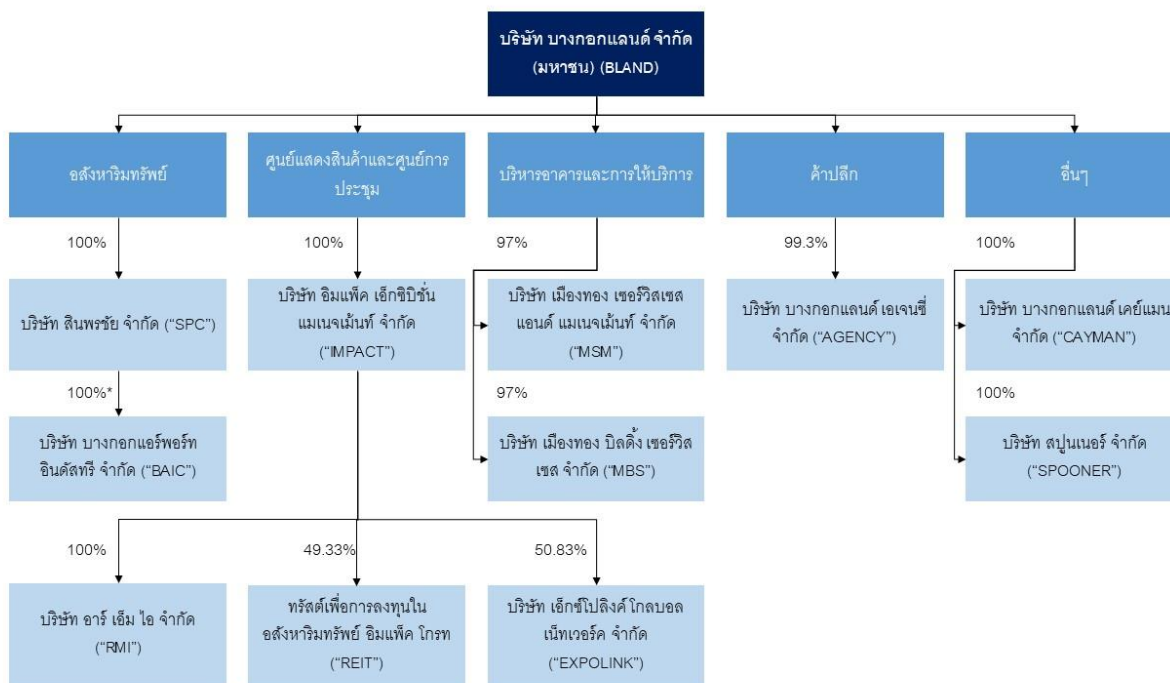 บริษัท บางกอกแลนด์ จำกัด
(มหาชน) (BLAND)
อสังหาริมทรัพย์
ศูนย์แสดงสินค้าและศูนย์การ
ประชุม
บริหารอาคารและการให้บริการ
ค้าปลีก
อื่นๆ
100%
100%
97%
99.3%
100%
บริษัท สินพรชัย จำกัด (“SPC”)
บริษัท อิมแพ็ค เอ็กซิบิชั่น
แมเนจเม้นท์ จำกัด
(“IMPACT”)
บริษัท เมืองทอง เซอร์วิสเซส
แอนด์ แมเนจเม้นท์ จำกัด
(“MSM”)
บริษัท บางกอกแลนด์ เอเจนซี่
จำกัด (“AGENCY”)
บริษัท บางกอกแลนด์ เคย์แมน
จำกัด (“CAYMAN”)
100%*
97%
100%
บริษัท บางกอกแอร์พอร์ท
อินดัสทรี จำกัด (“BAIC”)
บริษัท เมืองทอง บิลดิ้ง เซอร์วิส
เซส จำกัด (“MBS”)
บริษัท สปูนเนอร์ จำกัด
(“SPOONER”)
100%
49.33%
50.83%
บริษัท อาร์ เอ็ม ไอ จำกัด
(“RMI”)
ทรัสต์เพื่อการลงทุนใน
อสังหาริมทรัพย์ อิมแพ็ค โกรท
(“REIT”)
บริษัท เอ็กซ์โปลิงค์ โกลบอล
เน็ทเวอร์ค จำกัด
(“EXPOLINK”)